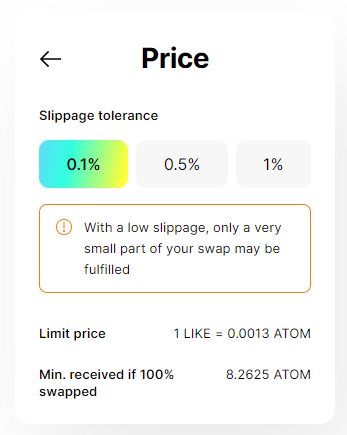 Price
Slippage tolerance
0.1% 0.5% 1%
With a low slippage, only a very
small part of your swap may be
fulfilled
Limit price 1 LIKE = 0.0013 ATOM
Min. received if 100% 8.2625 ATOM
swapped